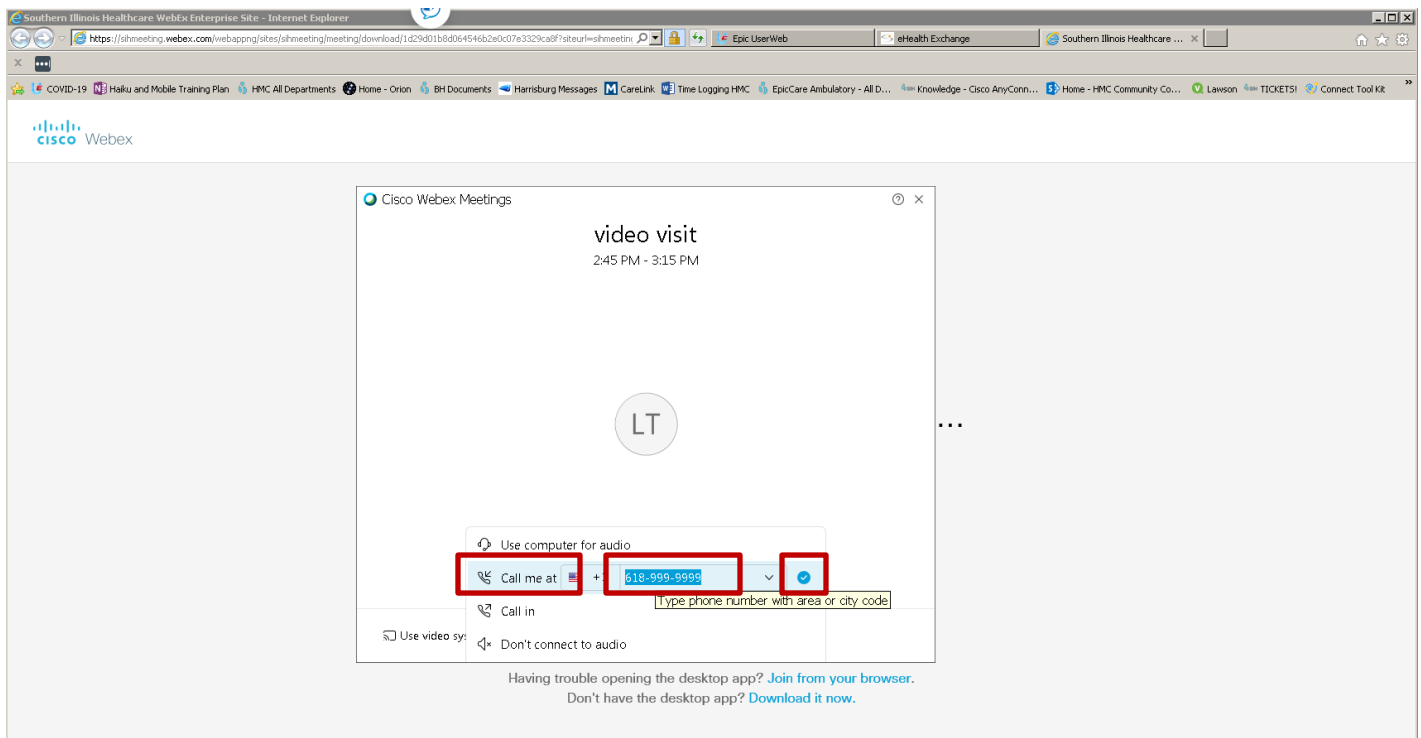 Southern Illinois Healthcare WebEx Enterprise Site - Internet Explorer
https://sihmeeting.webex.com/webappng/sites/sihmeeting/meeting/download/1d29d01b8d064546b2e0c07e3329ca8f?siteurl=sihmeeting
Epic UserWeb
eHealth Exchange
Southern Illinois Healthcare ...
COVID-19 Haiku and Mobile Training Plan HMC All Departments Home - Orion BH Documents Harrisburg Messages CareLink Time Logging HMC EpicCare Ambulatory - All D... Knowledge - Cisco AnyConn... Home - HMC Community Co... Lawson TICKETS! Connect Tool Kit
cisco Webex
Cisco Webex Meetings
video visit
2:45 PM - 3:15 PM
LT
...
Use computer for audio
Call me at + 618-999-9999
Type phone number with area or city code
Call in
Use video sy
Don't connect to audio
Having trouble opening the desktop app? Join from your browser.
Don't have the desktop app? Download it now.